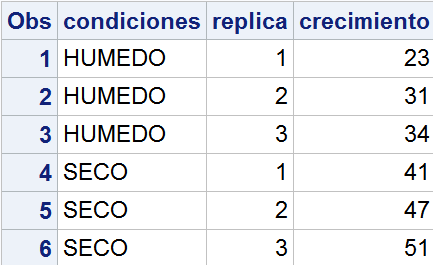 Obs condiciones replica crecimiento
1 HUMEDO 1 23
2 HUMEDO 2 31
3 HUMEDO 3 34
4 SECO 1 41
5 SECO 2 47
6 SECO 3 51